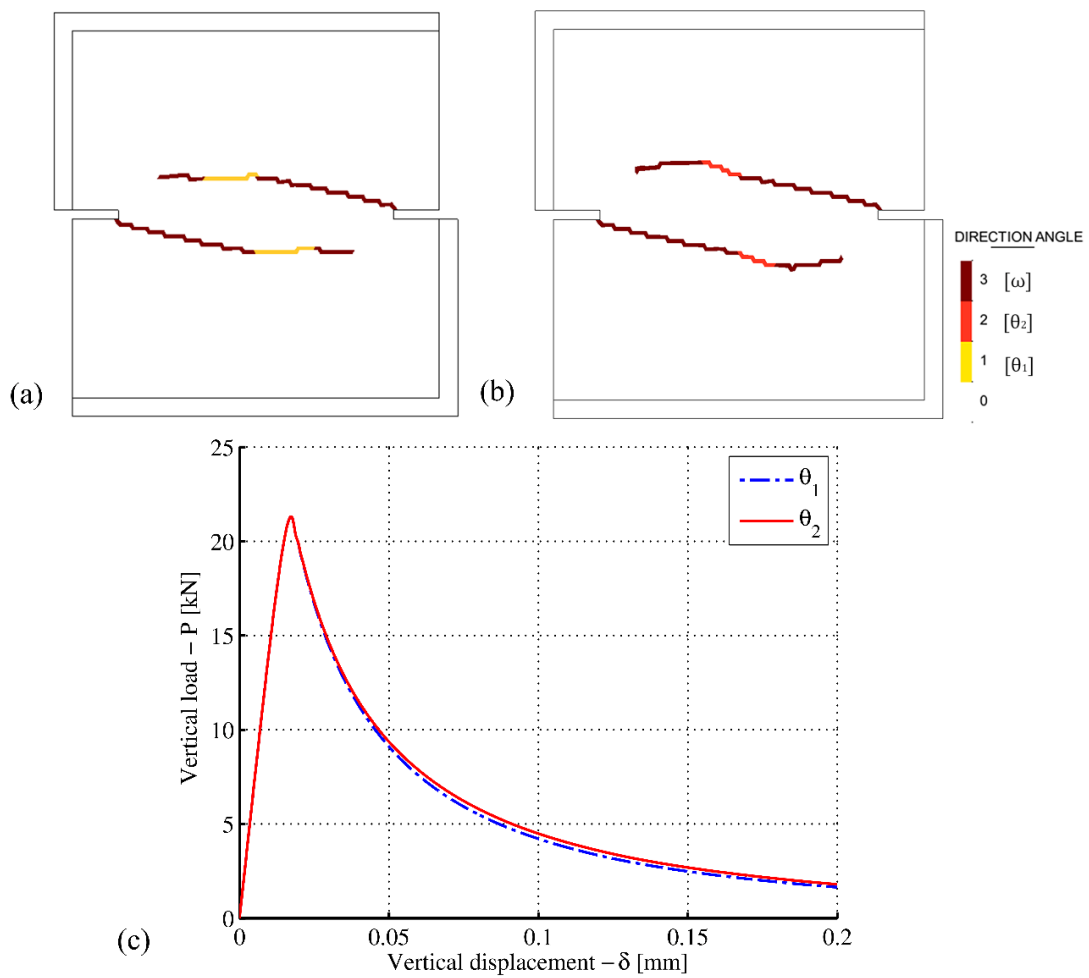 DIRECTION ANGLE
3 [ω]
2 [θ₂]
1 [θ₁]
0
(a)
(b)
25
20
15
10
5
0
Vertical load – P [kN]
θ₁
θ₂
0
0.05
0.1
0.15
0.2
Vertical displacement – δ [mm]
(c)